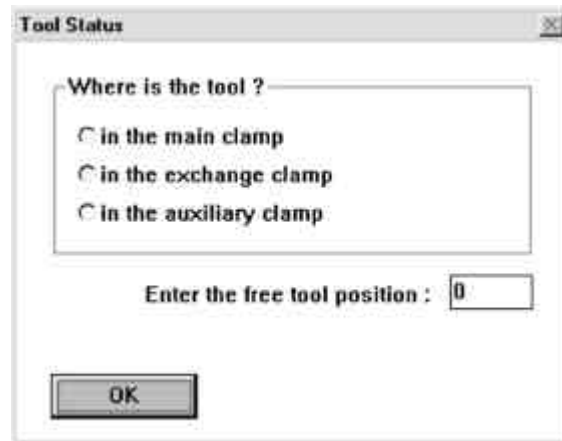 Tool Status
Where is the tool ?
in the main clamp
in the exchange clamp
in the auxiliary clamp
Enter the free tool position :  0
OK